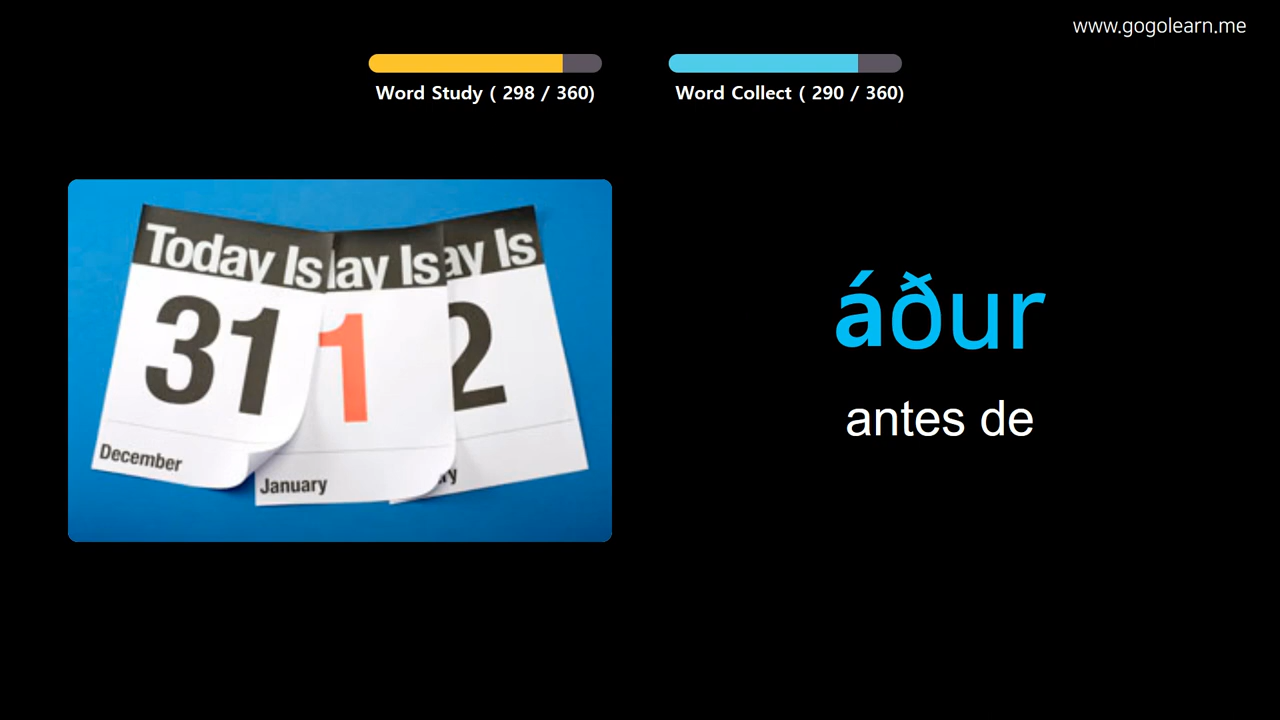 www.gogolearn.me
Word Study ( 298 / 360)
Word Collect ( 290 / 360)
Today Is
31
December
ay Is
1
January
ay Is
2
ry
áður
antes de